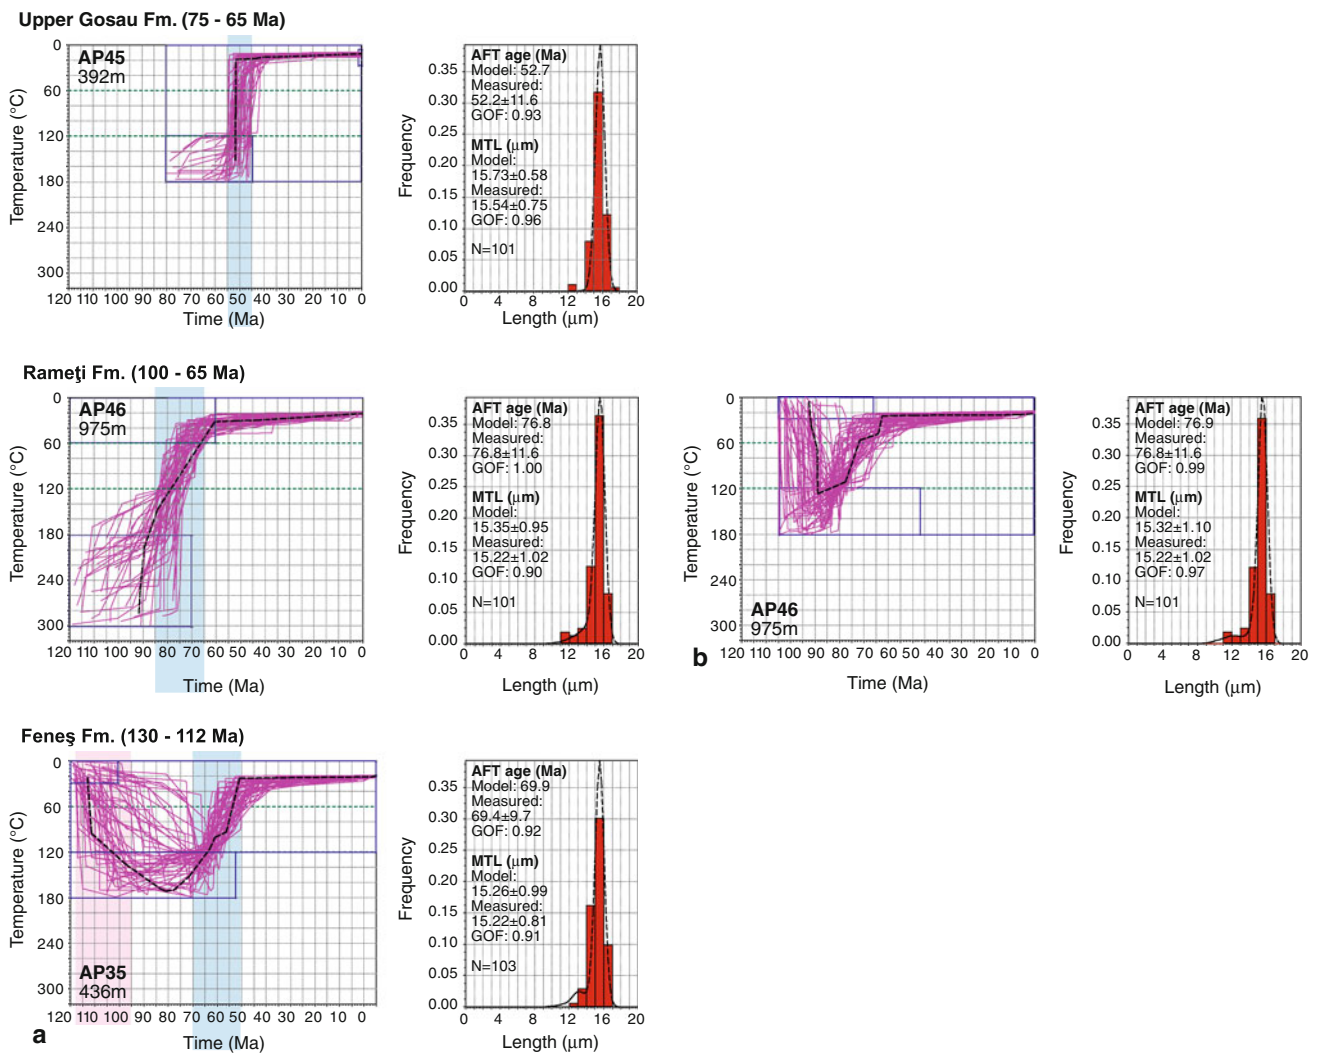 Upper Gosau Fm. (75 - 65 Ma)
AP45
392m
Temperature (°C)
0
60
120
180
240
300
120 110 100 90 80 70 60 50 40 30 20 10 0
Time (Ma)
Frequency
0.35
0.30
0.25
0.20
0.15
0.10
0.05
0.00
AFT age (Ma)
Model: 52.7
Measured:
52.2±11.6
GOF: 0.93
MTL (μm)
Model:
15.73±0.58
Measured:
15.54±0.75
GOF: 0.96
N=101
0 4 8 12 16 20
Length (μm)
Rameţi Fm. (100 - 65 Ma)
AP46
975m
Temperature (°C)
0
60
120
180
240
300
120 110 100 90 80 70 60 50 40 30 20 10 0
Time (Ma)
Frequency
0.35
0.30
0.25
0.20
0.15
0.10
0.05
0.00
AFT age (Ma)
Model: 76.8
Measured:
76.8±11.6
GOF: 1.00
MTL (μm)
Model:
15.35±0.95
Measured:
15.22±1.02
GOF: 0.90
N=101
0 4 8 12 16 20
Length (μm)
Temperature (°C)
0
60
120
180
240
300
AP46
975m
b
120 110 100 90 80 70 60 50 40 30 20 10 0
Time (Ma)
Frequency
0.35
0.30
0.25
0.20
0.15
0.10
0.05
0.00
AFT age (Ma)
Model: 76.9
Measured:
76.8±11.6
GOF: 0.99
MTL (μm)
Model:
15.32±1.10
Measured:
15.22±1.02
GOF: 0.97
N=101
0 4 8 12 16 20
Length (μm)
Feneş Fm. (130 - 112 Ma)
Temperature (°C)
0
60
120
180
240
300
AP35
436m
120 110 100 90 80 70 60 50 40 30 20 10 0
a
Time (Ma)
Frequency
0.35
0.30
0.25
0.20
0.15
0.10
0.05
0.00
AFT age (Ma)
Model: 69.9
Measured:
69.4±9.7
GOF: 0.92
MTL (μm)
Model:
15.26±0.99
Measured:
15.22±0.81
GOF: 0.91
N=103
0 4 8 12 16 20
Length (μm)